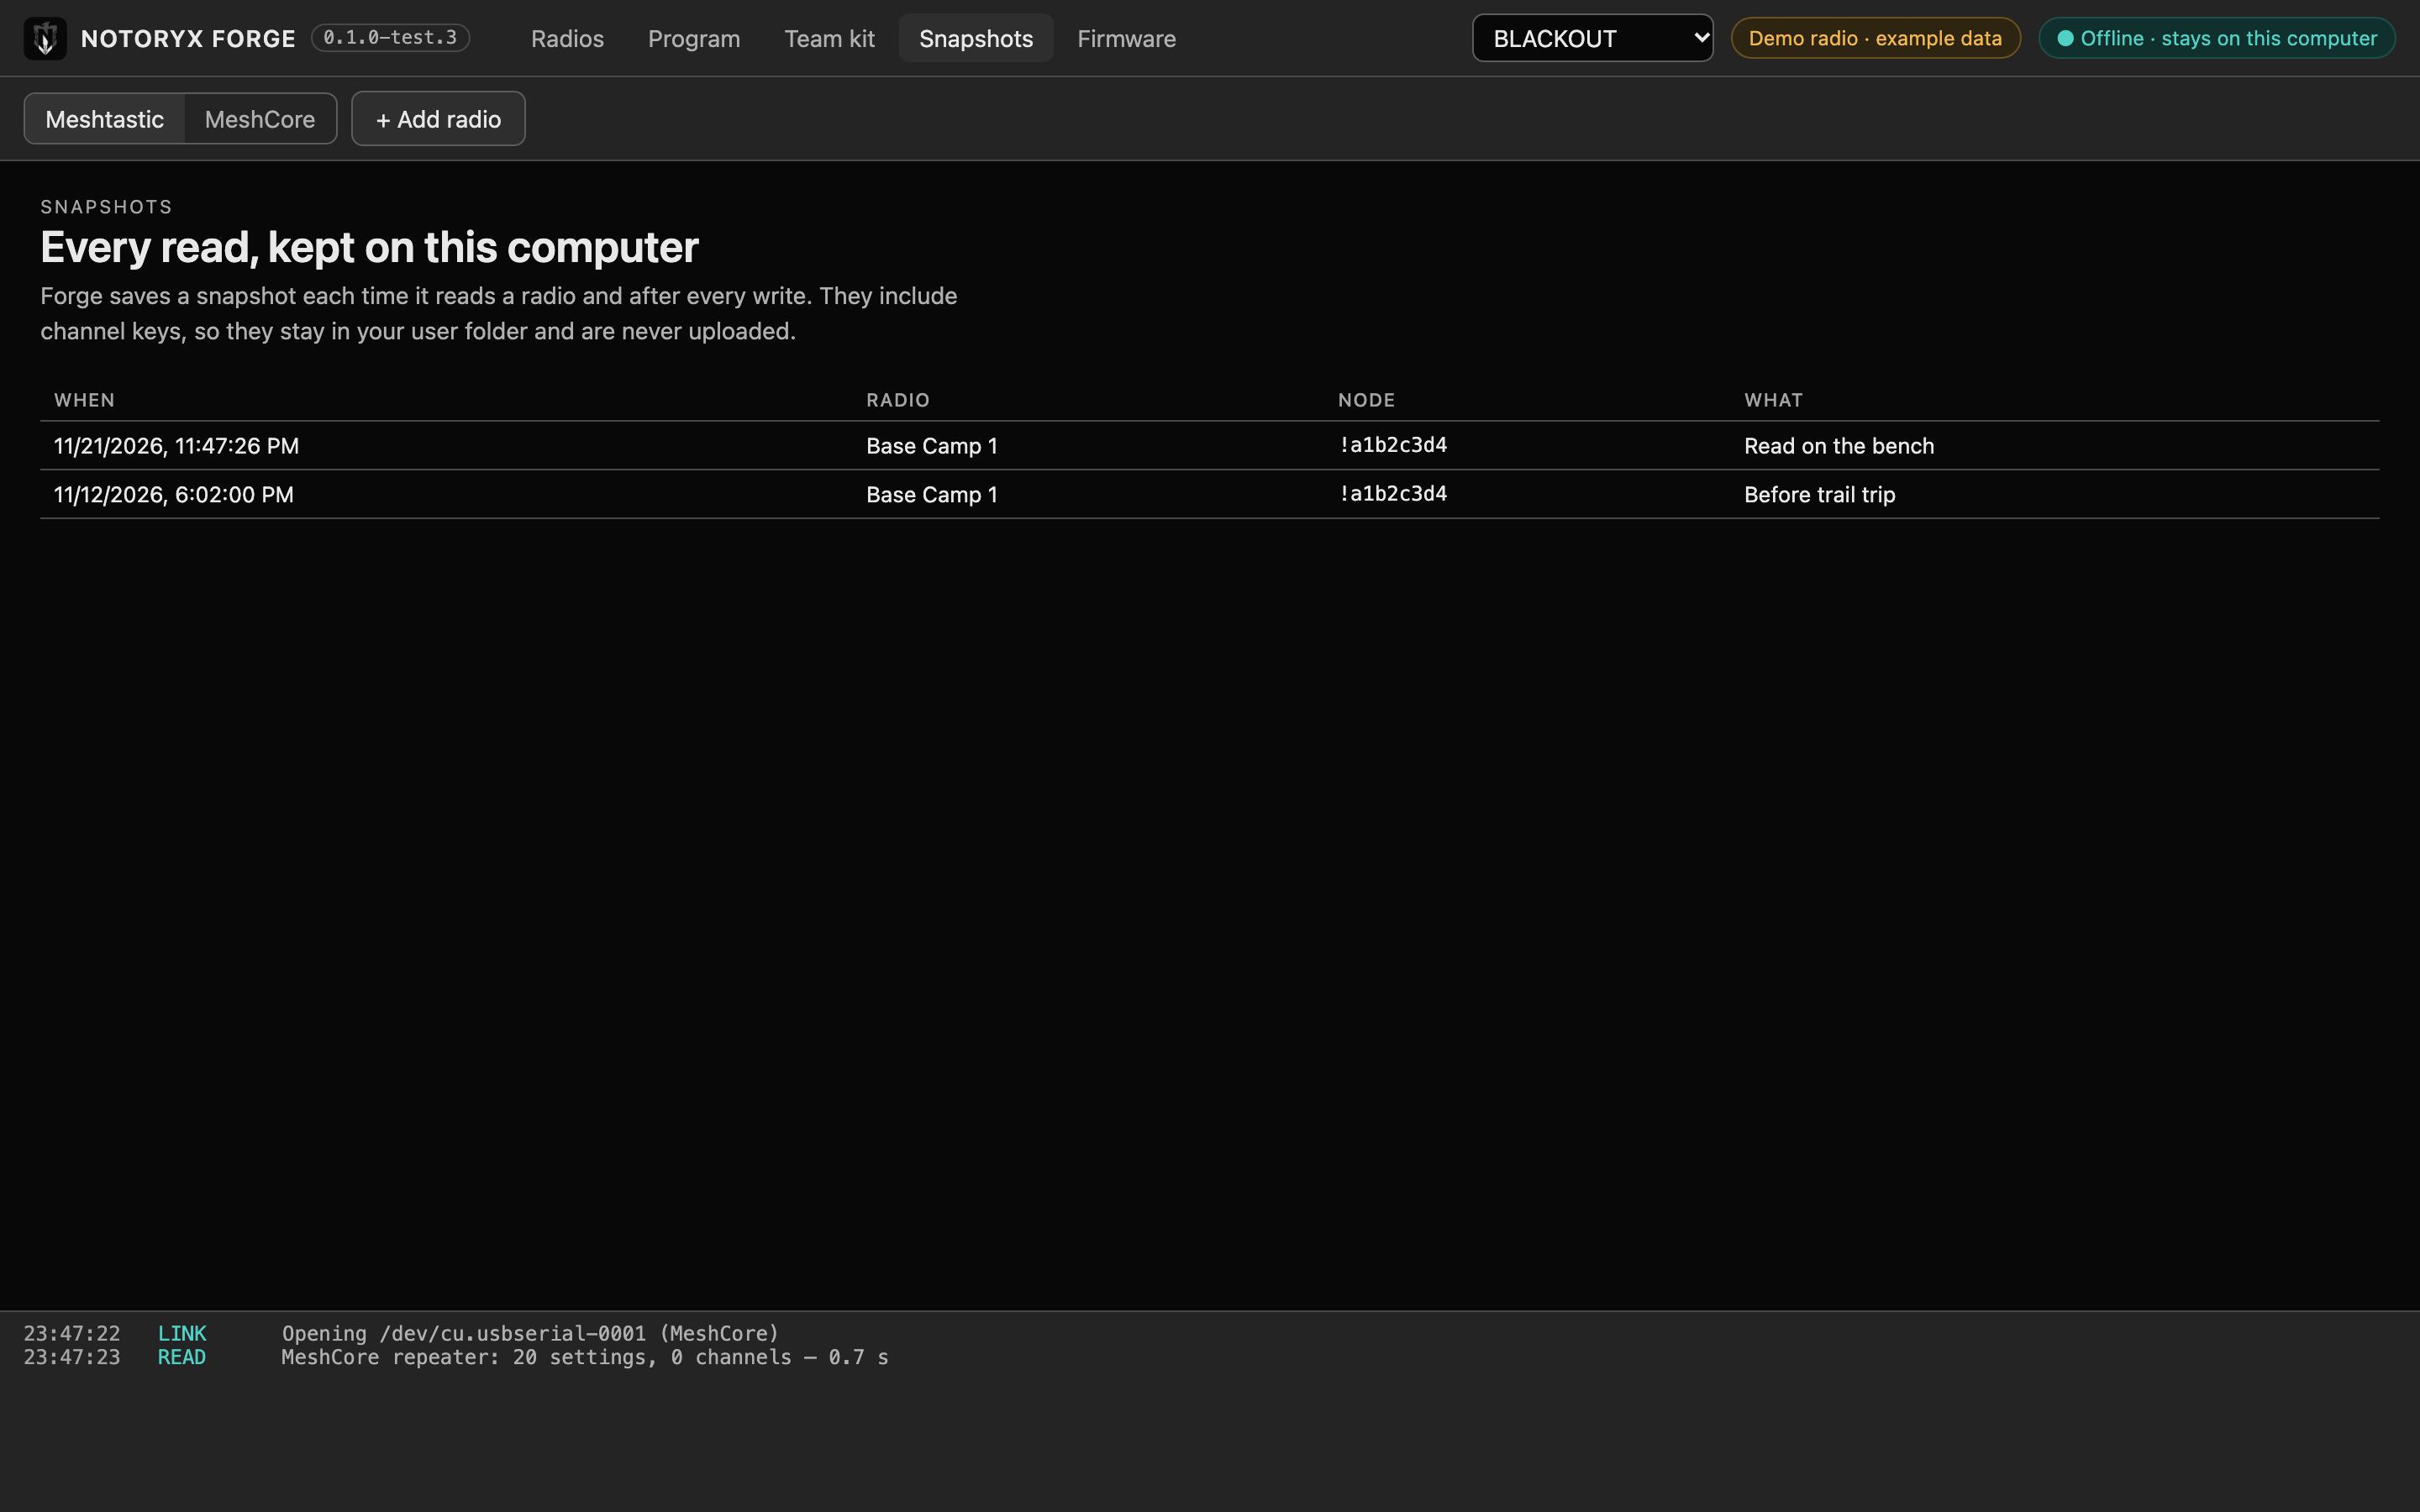 NOTORYX FORGE 0.1.0-test.3 Radios Program Team kit Snapshots Firmware BLACKOUT Demo radio · example data Offline · stays on this computer
Meshtastic MeshCore + Add radio
SNAPSHOTS
Every read, kept on this computer
Forge saves a snapshot each time it reads a radio and after every write. They include
channel keys, so they stay in your user folder and are never uploaded.
WHEN RADIO NODE WHAT
11/21/2026, 11:47:26 PM Base Camp 1 !a1b2c3d4 Read on the bench
11/12/2026, 6:02:00 PM Base Camp 1 !a1b2c3d4 Before trail trip
23:47:22 LINK Opening /dev/cu.usbserial-0001 (MeshCore)
23:47:23 READ MeshCore repeater: 20 settings, 0 channels — 0.7 s